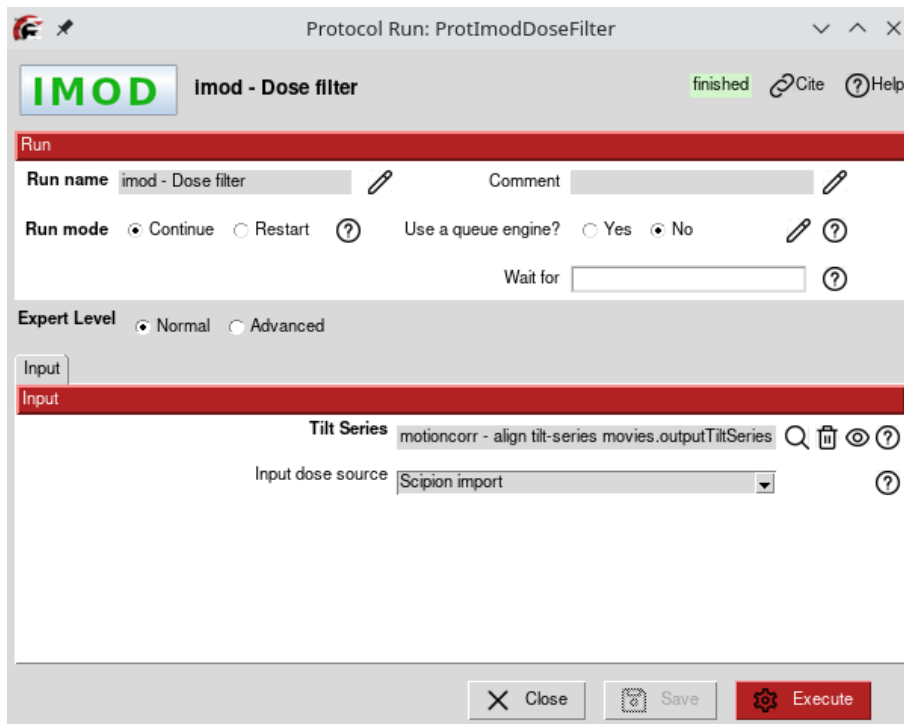 Protocol Run: ProtImodDoseFilter
IMOD imod - Dose filter finished Cite Help
Run
Run name imod - Dose filter Comment
Run mode Continue Restart Use a queue engine? Yes No
Wait for
Expert Level Normal Advanced
Input
Input
Tilt Series motioncorr - align tilt-series movies.outputTiltSeries
Input dose source Scipion import
Close Save Execute